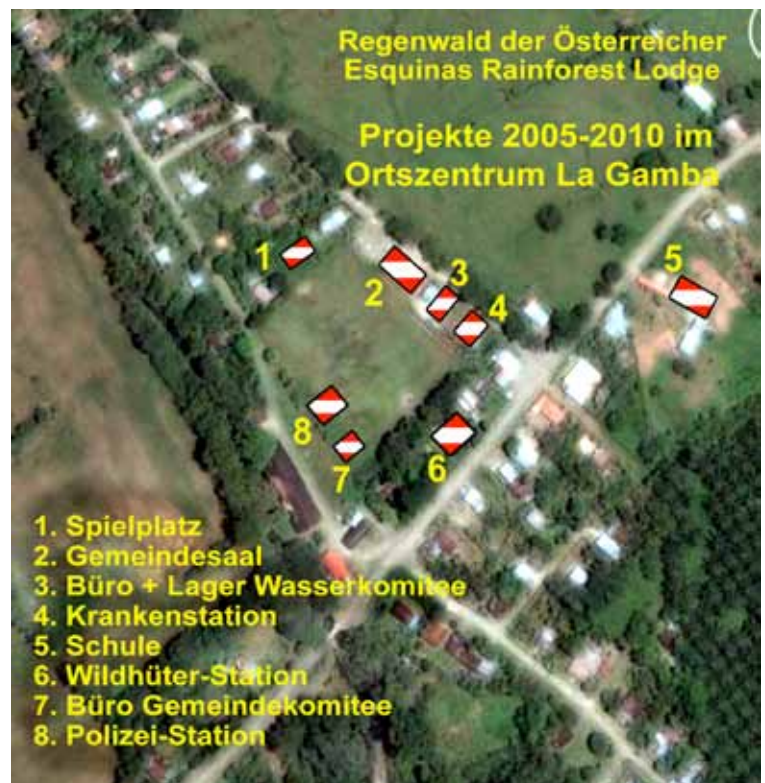 Regenwald der Österreicher
Esquinas Rainforest Lodge
Projekte 2005-2010 im
Ortszentrum La Gamba
1
2
3
4
5
6
7
8
1. Spielplatz
2. Gemeindesaal
3. Büro + Lager Wasserkomitee
4. Krankenstation
5. Schule
6. Wildhüter-Station
7. Büro Gemeindekomitee
8. Polizei-Station